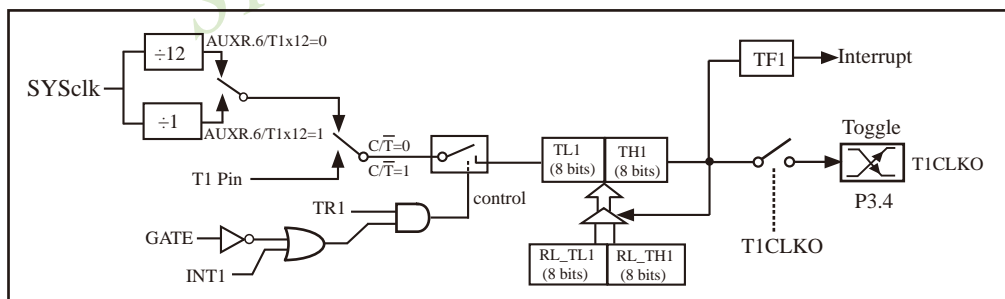 ÷12
AUXR.6/T1x12=0
SYSclk
÷1
AUXR.6/T1x12=1
C/T̅=0
C/T̅=1
T1 Pin
TR1
GATE
INT1
control
TL1
(8 bits)
TH1
(8 bits)
RL_TL1
(8 bits)
RL_TH1
(8 bits)
TF1
Interrupt
Toggle
T1CLKO
P3.4
T1CLKO